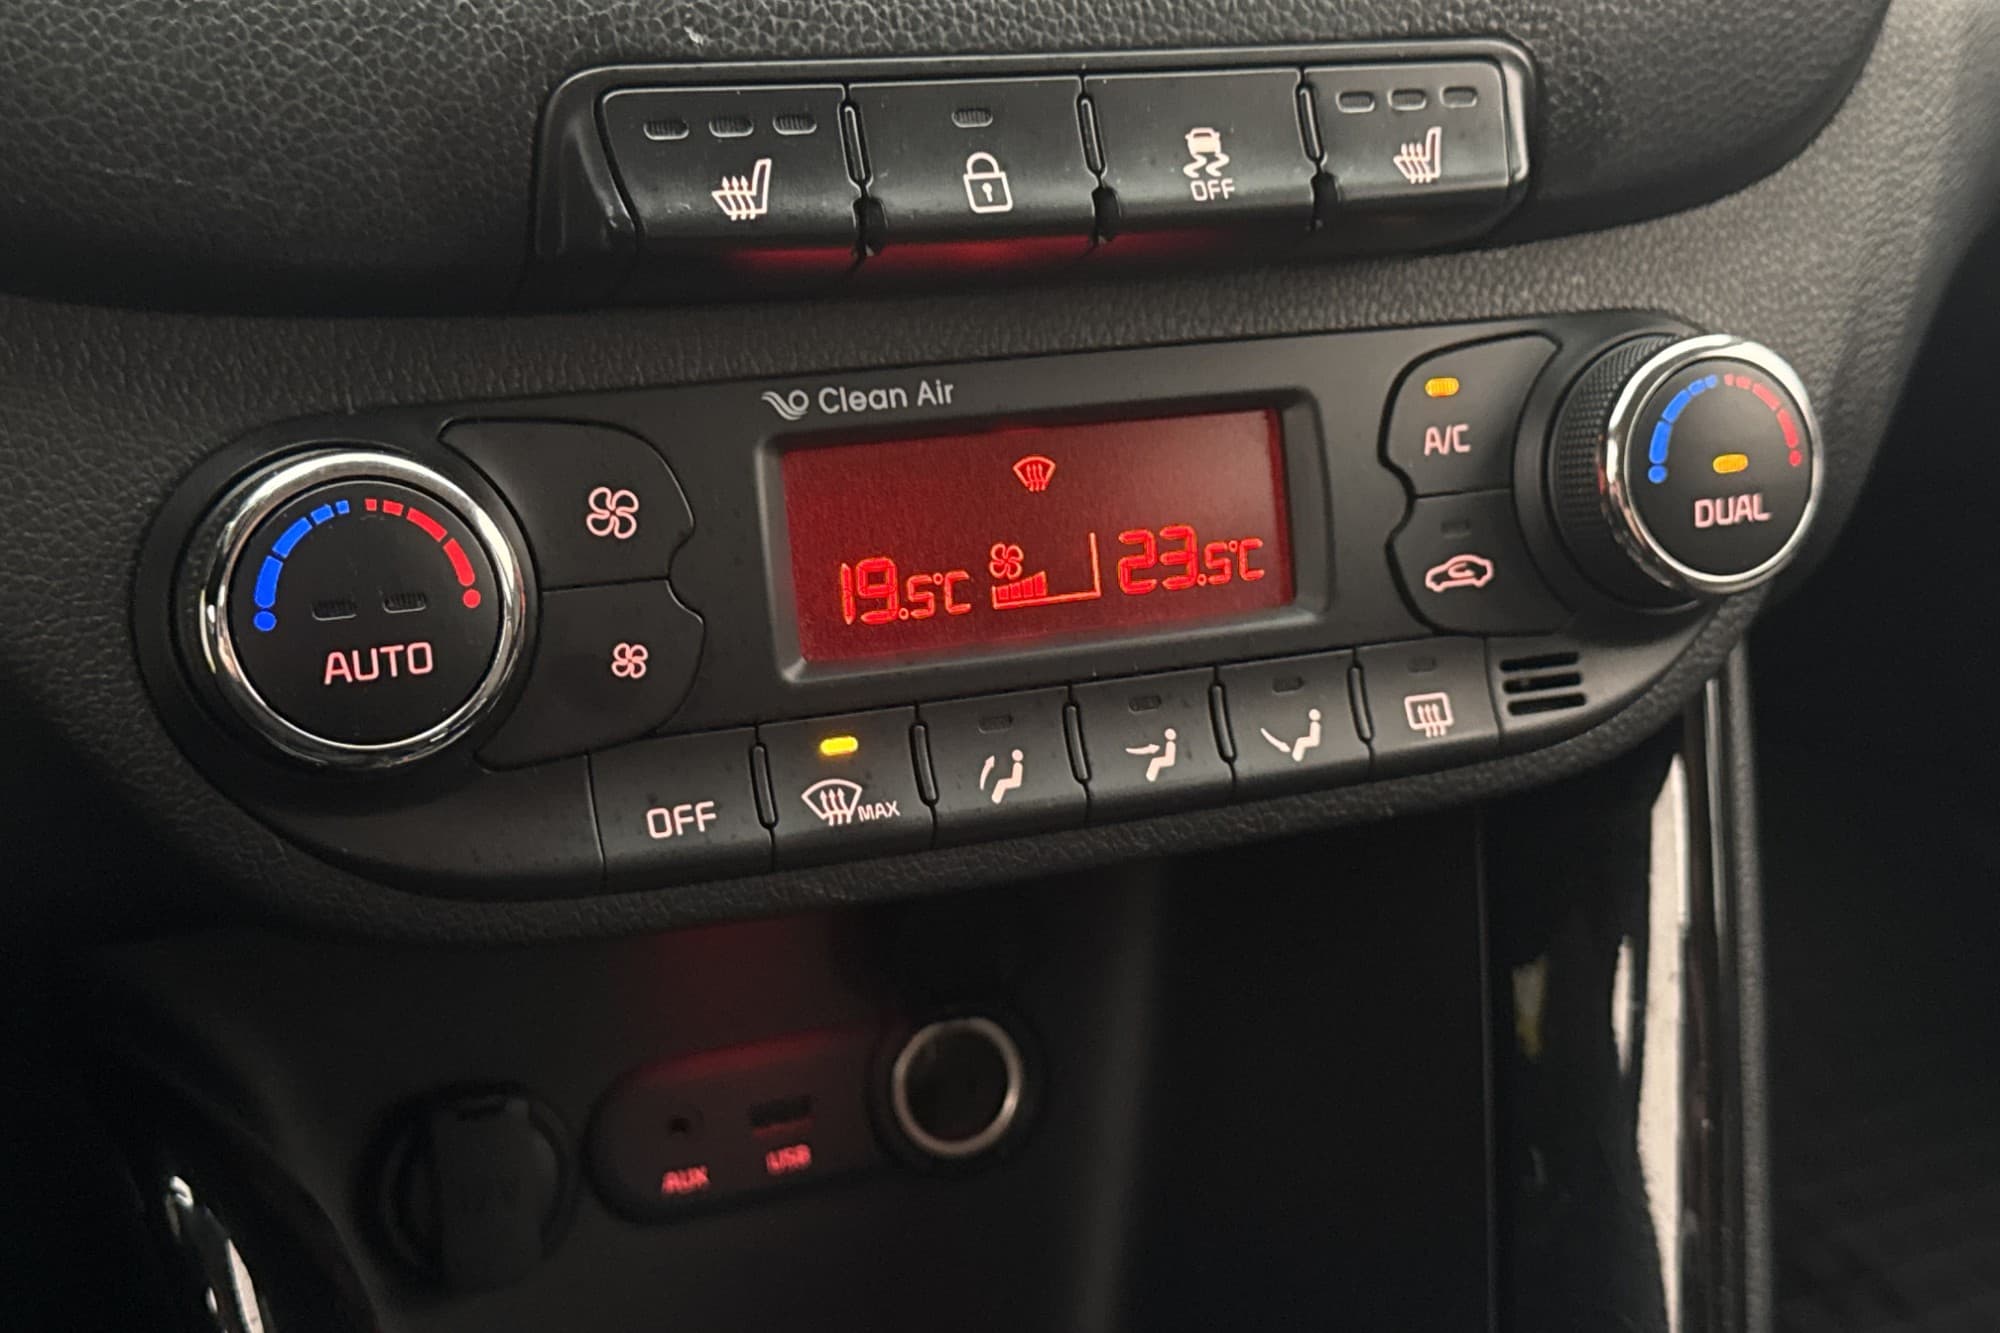 OFF
Clean Air
A/C
DUAL
19.5°C
23.5°C
AUTO
OFF
MAX
AUX
USB